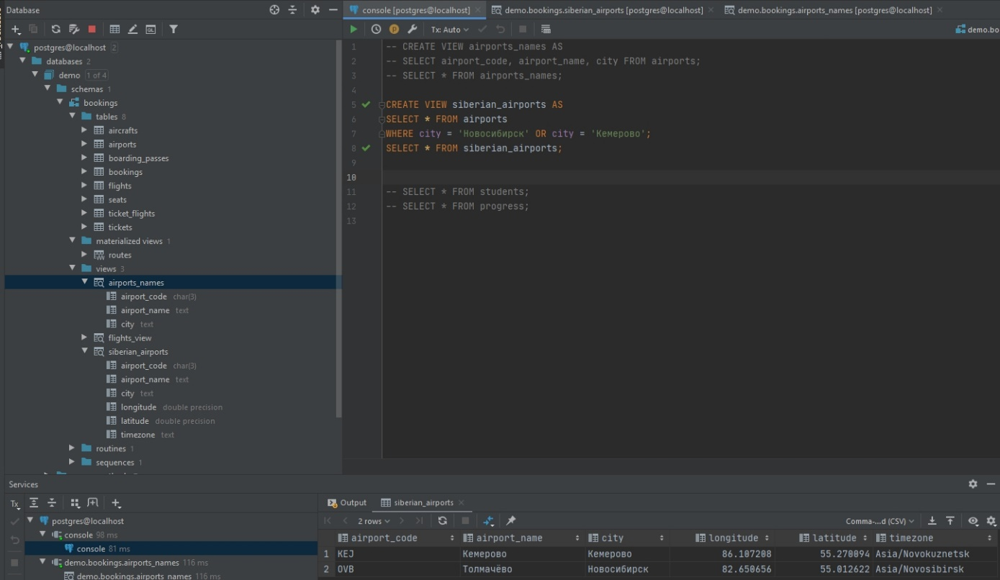 Database
console [postgres@localhost]
demo.bookings.siberian_airports [postgres@localhost]
demo.bookings.airports_names [postgres@localhost]
Tx: Auto
demo.bo
postgres@localhost 2
databases 2
demo 1 of 4
schemas 1
bookings
tables 8
aircrafts
airports
boarding_passes
bookings
flights
seats
ticket_flights
tickets
materialized views 1
routes
views 3
airports_names
airport_code char(3)
airport_name text
city text
flights_view
siberian_airports
airport_code char(3)
airport_name text
city text
longitude double precision
latitude double precision
timezone text
routines 1
sequences 1
1 -- CREATE VIEW airports_names AS
2 -- SELECT airport_code, airport_name, city FROM airports;
3 -- SELECT * FROM airports_names;
4
5 CREATE VIEW siberian_airports AS
6 SELECT * FROM airports
7 WHERE city = 'Новосибирск' OR city = 'Кемерово';
8 SELECT * FROM siberian_airports;
9
10
11 -- SELECT * FROM students;
12 -- SELECT * FROM progress;
13
Services
Tx
postgres@localhost
console 98 ms
console 81 ms
demo.bookings.airports_names 116 ms
demo.bookings.airports_names 116 ms
Output
siberian_airports
2 rows
Comma-...d (CSV)
airport_code airport_name city longitude latitude timezone
1 KEJ Кемерово Кемерово 86.107208 55.270094 Asia/Novokuznetsk
2 OVB Толмачёво Новосибирск 82.650656 55.012622 Asia/Novosibirsk